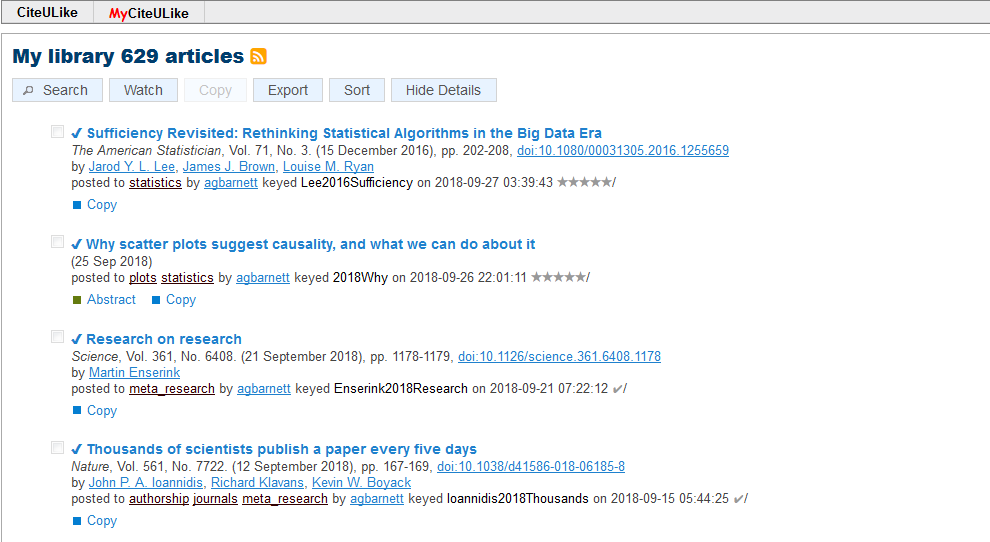 CiteULike MyCiteULike
My library 629 articles
Search Watch Copy Export Sort Hide Details
Sufficiency Revisited: Rethinking Statistical Algorithms in the Big Data Era
The American Statistician, Vol. 71, No. 3. (15 December 2016), pp. 202-208, doi:10.1080/00031305.2016.1255659
by Jarod Y. L. Lee, James J. Brown, Louise M. Ryan
posted to statistics by agbarnett keyed Lee2016Sufficiency on 2018-09-27 03:39:43 ★★★★★/
Copy
Why scatter plots suggest causality, and what we can do about it
(25 Sep 2018)
posted to plots statistics by agbarnett keyed 2018Why on 2018-09-26 22:01:11 ★★★★★/
Abstract Copy
Research on research
Science, Vol. 361, No. 6408. (21 September 2018), pp. 1178-1179, doi:10.1126/science.361.6408.1178
by Martin Enserink
posted to meta_research by agbarnett keyed Enserink2018Research on 2018-09-21 07:22:12 ✔/
Copy
Thousands of scientists publish a paper every five days
Nature, Vol. 561, No. 7722. (12 September 2018), pp. 167-169, doi:10.1038/d41586-018-06185-8
by John P. A. Ioannidis, Richard Klavans, Kevin W. Boyack
posted to authorship journals meta_research by agbarnett keyed Ioannidis2018Thousands on 2018-09-15 05:44:25 ✔/
Copy